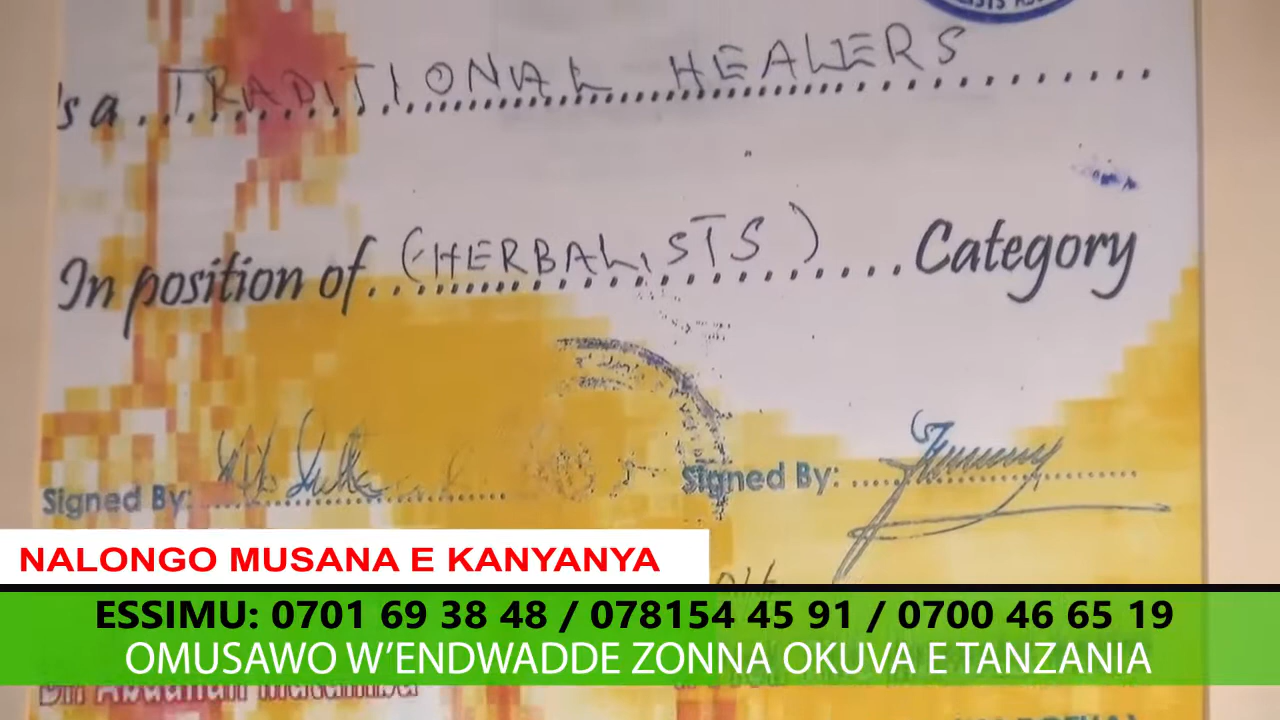 's a ... TRADITIONAL HEALERS ...
In position of ... (HERBALISTS) ... Category
Signed By: ... Signed By: ...
NALONGO MUSANA E KANYANYA
ESSIMU: 0701 69 38 48 / 078154 45 91 / 0700 46 65 19
OMUSAWO W'ENDWADDE ZONNA OKUVA E TANZANIA